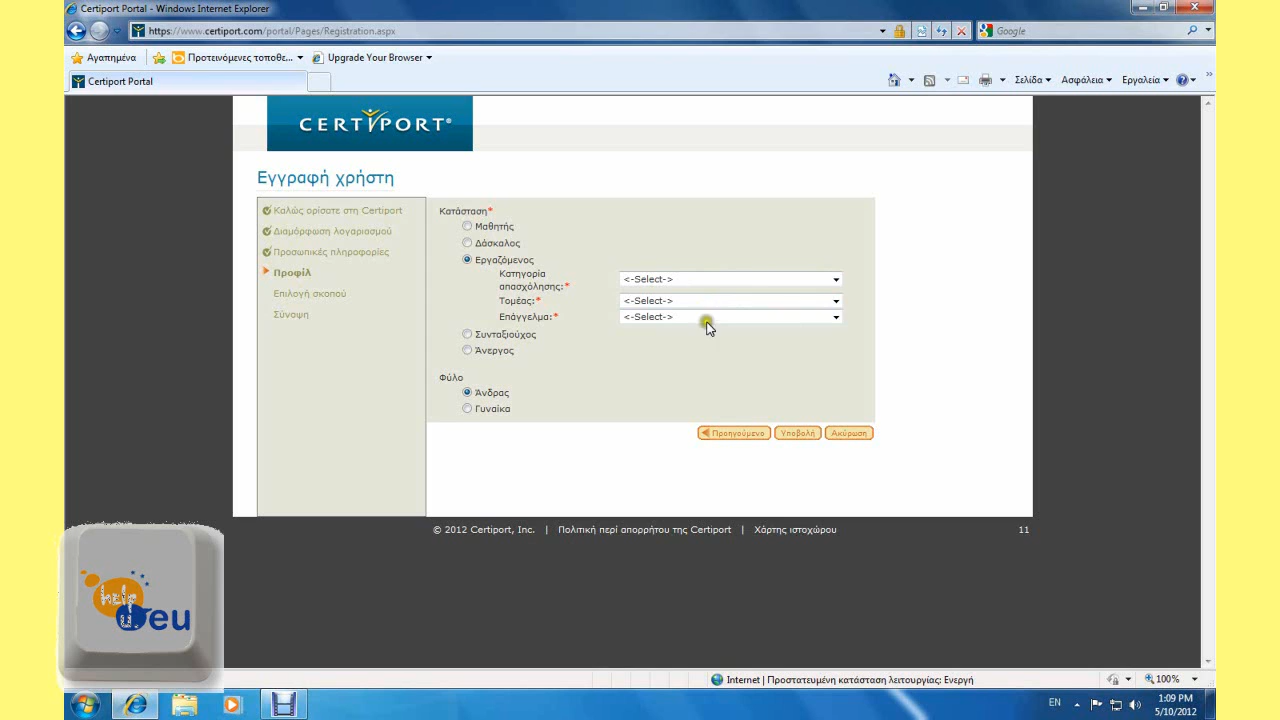 Certiport Portal - Windows Internet Explorer
https://www.certiport.com/portal/Pages/Registration.aspx
Google
Αγαπημένα
Προτεινόμενες τοποθε...
Upgrade Your Browser
Certiport Portal
Σελίδα
Ασφάλεια
Εργαλεία
CERTIPORT®
Εγγραφή χρήστη
Καλώς ορίσατε στη Certiport
Διαμόρφωση λογαριασμού
Προσωπικές πληροφορίες
Προφίλ
Επιλογή σκοπού
Σύνοψη
Κατάσταση*
Μαθητής
Δάσκαλος
Εργαζόμενος
Κατηγορία
απασχόλησης:*
<-Select->
Τομέας:*
<-Select->
Επάγγελμα:*
<-Select->
Συνταξιούχος
Άνεργος
Φύλο
Άνδρας
Γυναίκα
Προηγούμενο
Υποβολή
Ακύρωση
© 2012 Certiport, Inc. | Πολιτική περί απορρήτου της Certiport | Χάρτης ιστοχώρου
11
help
u.eu
Internet | Προστατευμένη κατάσταση λειτουργίας: Ενεργή
100%
EN
1:09 PM
5/10/2012